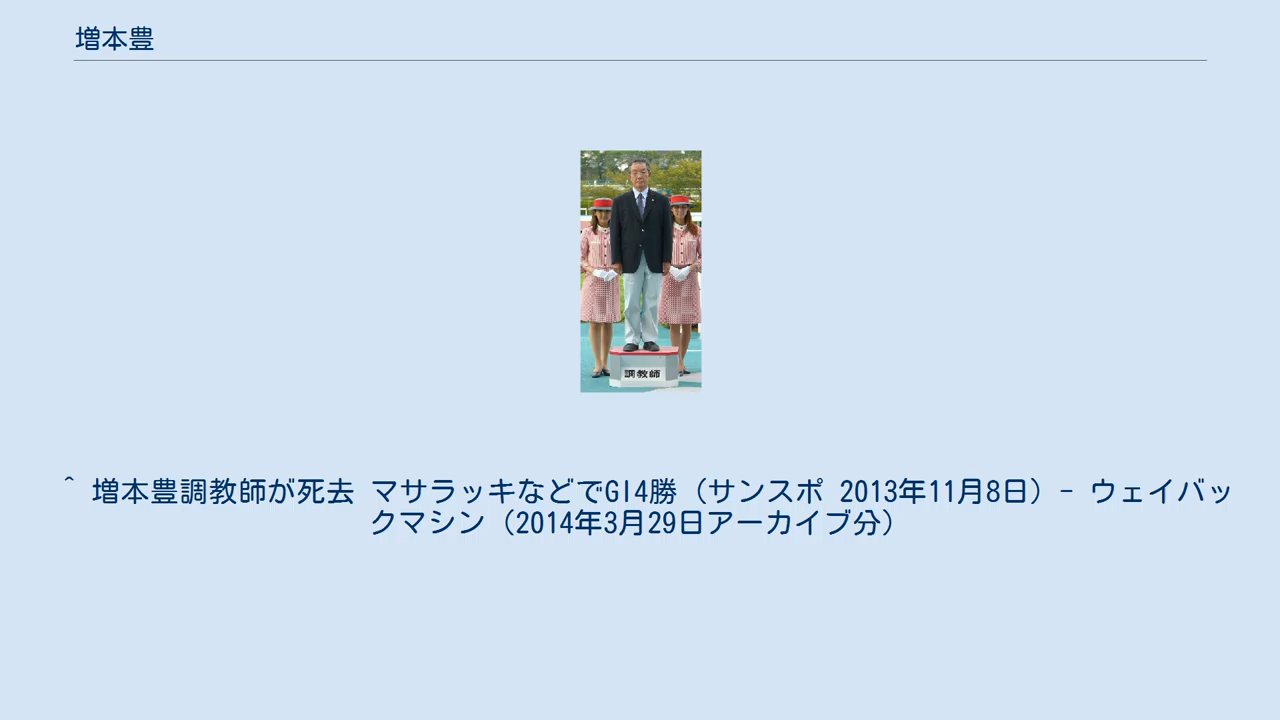 増本豊
調教師
^ 増本豊調教師が死去 マサラッキなどでGI4勝（サンスポ 2013年11月8日）- ウェイバッ
クマシン（2014年3月29日アーカイブ分）